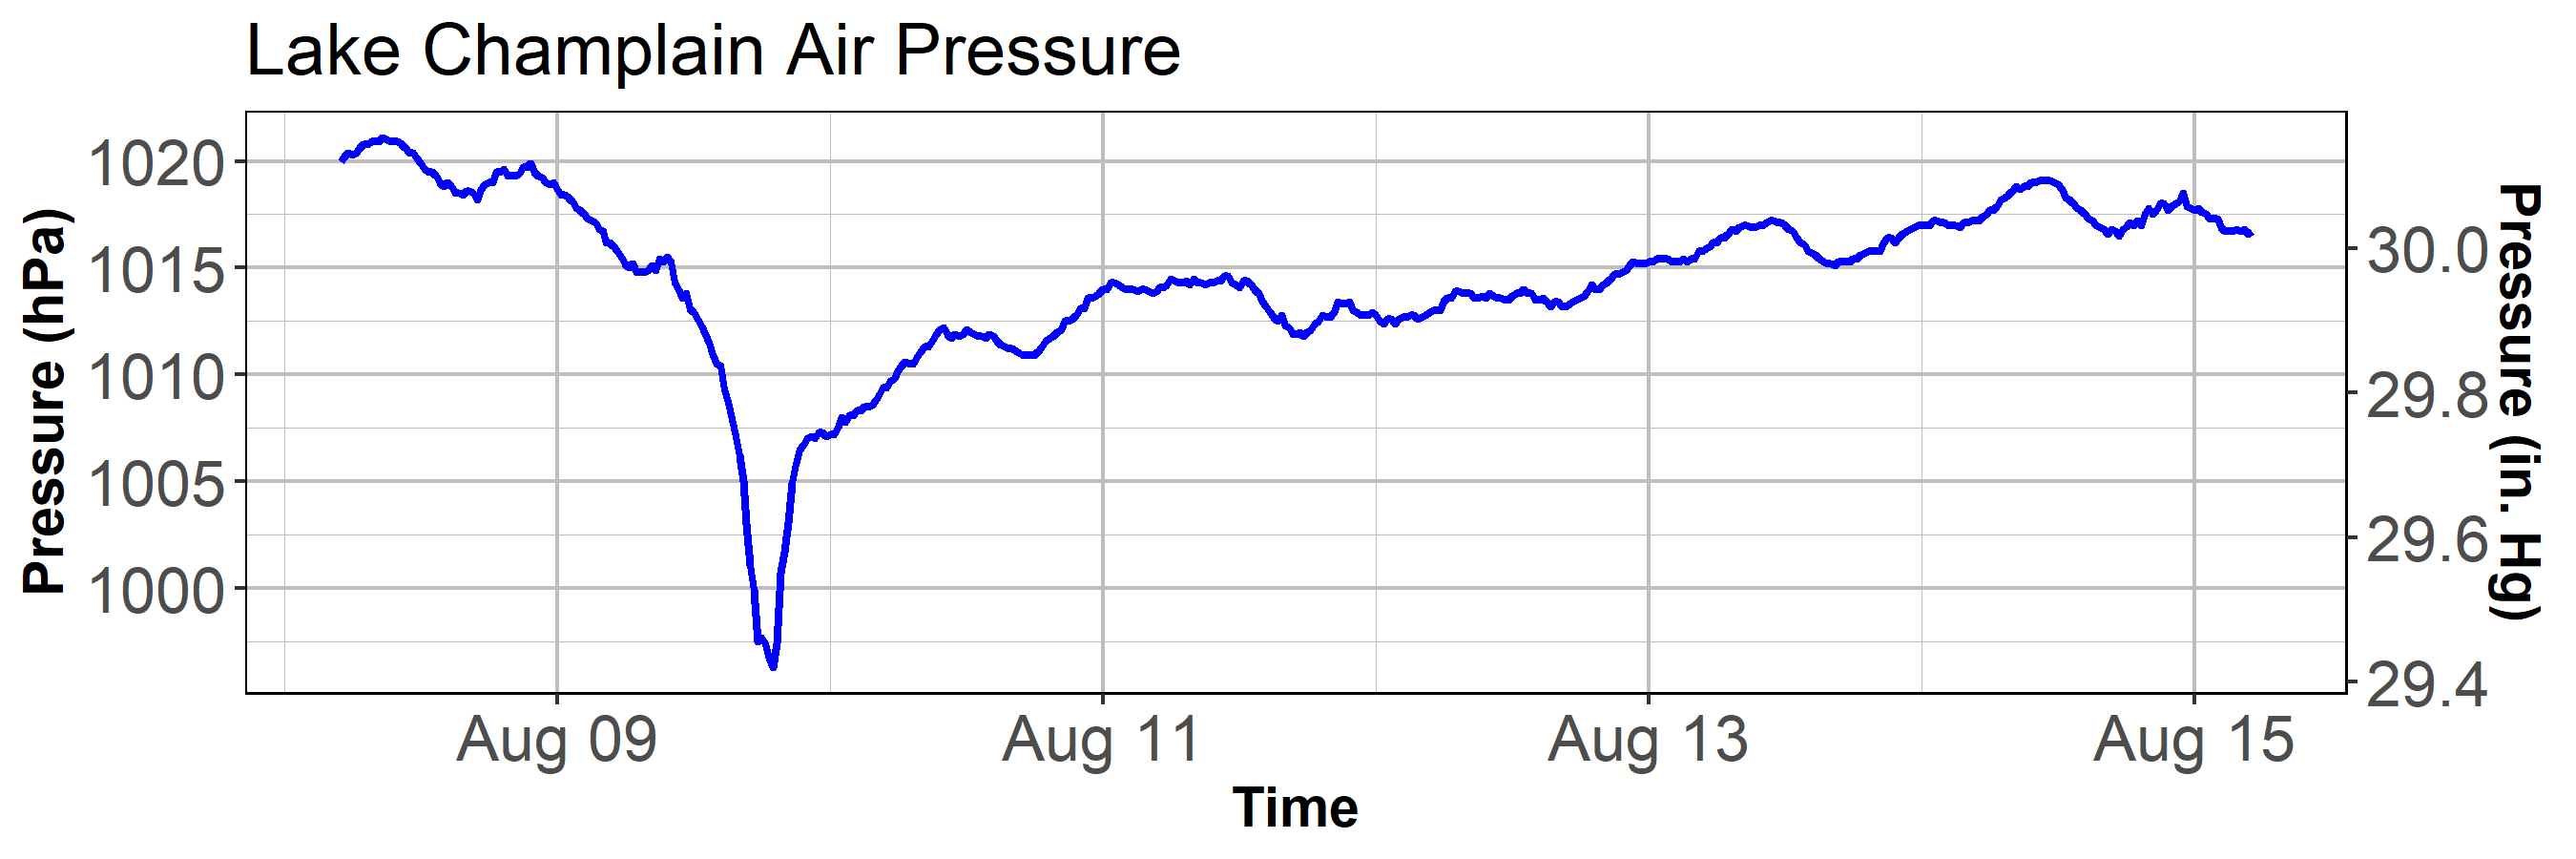 Lake Champlain Air Pressure
Pressure (hPa)
1020
1015
1010
1005
1000
30.0
29.8
29.6
29.4
Pressure (in. Hg)
Aug 09
Aug 11
Aug 13
Aug 15
Time